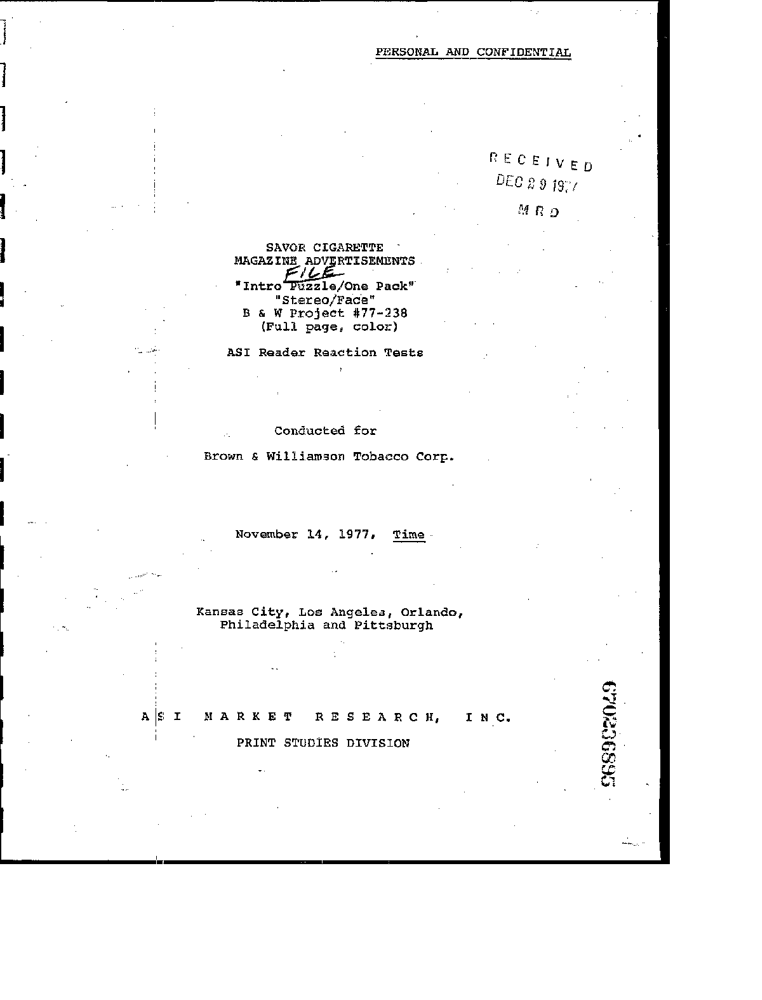 PERSONAL AND CONFIDENTIAL
RECEIVED
DEC 29 1977
MRD
SAVOR CIGARETTE
MAGAZINE ADVERTISEMENTS
FILE
"Intro Puzzle/One Pack"
"Stereo/Face"
B & W Project #77-238
(Full page, color)
ASI Reader Reaction Tests
Conducted for
Brown & Williamson Tobacco Corp.
November 14, 1977, Time
Kansas City, Los Angeles, Orlando,
Philadelphia and Pittsburgh
ASI MARKET RESEARCH, INC.
PRINT STUDIES DIVISION
670236895